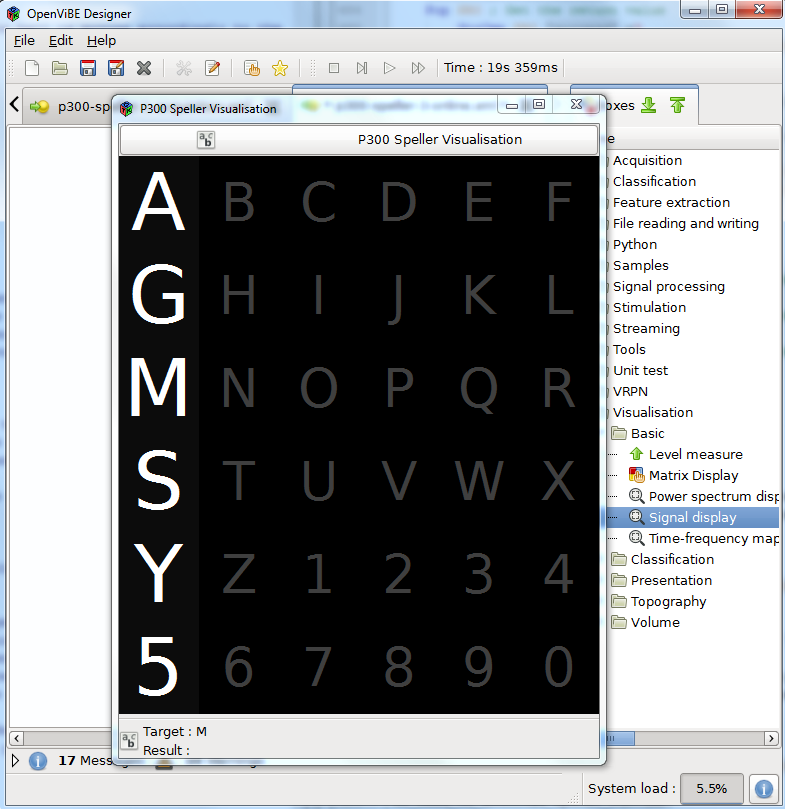 OpenViBE Designer
File Edit Help
Time : 19s 359ms
p300-sp
P300 Speller Visualisation
oxes
P300 Speller Visualisation
A B C D E F
G H I J K L
M N O P Q R
S T U V W X
Y Z 1 2 3 4
5 6 7 8 9 0
Target : M
Result :
Acquisition
Classification
Feature extraction
File reading and writing
Python
Samples
Signal processing
Stimulation
Streaming
Tools
Unit test
VRPN
Visualisation
Basic
Level measure
Matrix Display
Power spectrum disp
Signal display
Time-frequency map
Classification
Presentation
Topography
Volume
17 Messages
System load : 5.5%